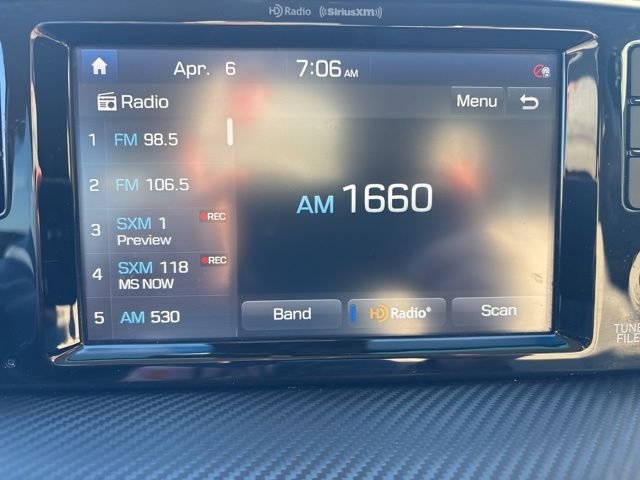 HD Radio ((SiriusXM))
Apr. 6 7:06 AM
Radio Menu
1 FM 98.5
2 FM 106.5
3 SXM 1 REC
Preview
4 SXM 118 REC
MS NOW
5 AM 530
AM 1660
Band HD Radio® Scan
TUNE
FILE